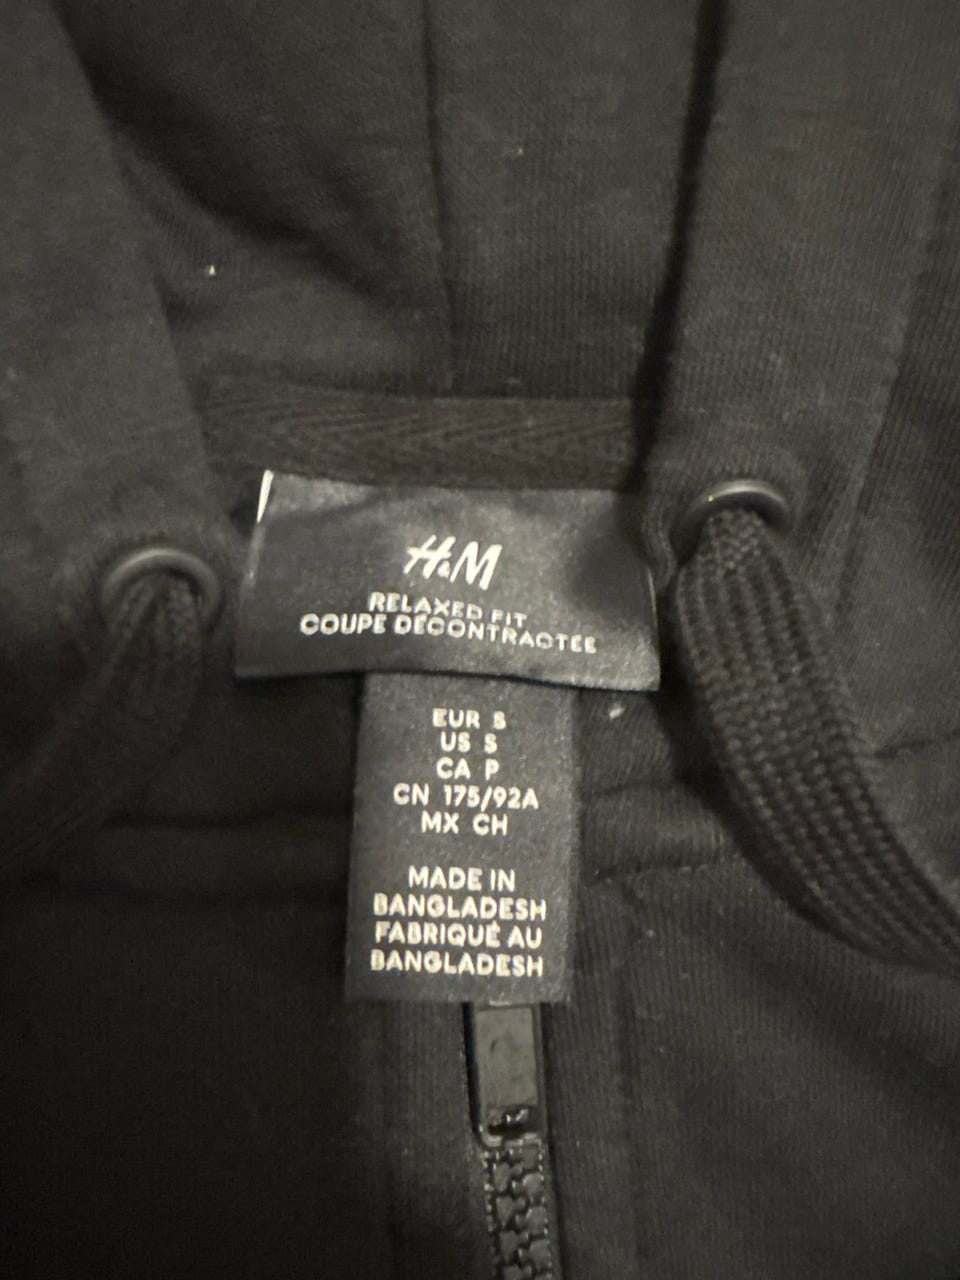 H&M
RELAXED FIT
COUPE DÉCONTRACTÉE
EUR S
US S
CA P
CN 175/92A
MX CH
MADE IN
BANGLADESH
FABRIQUÉ AU
BANGLADESH